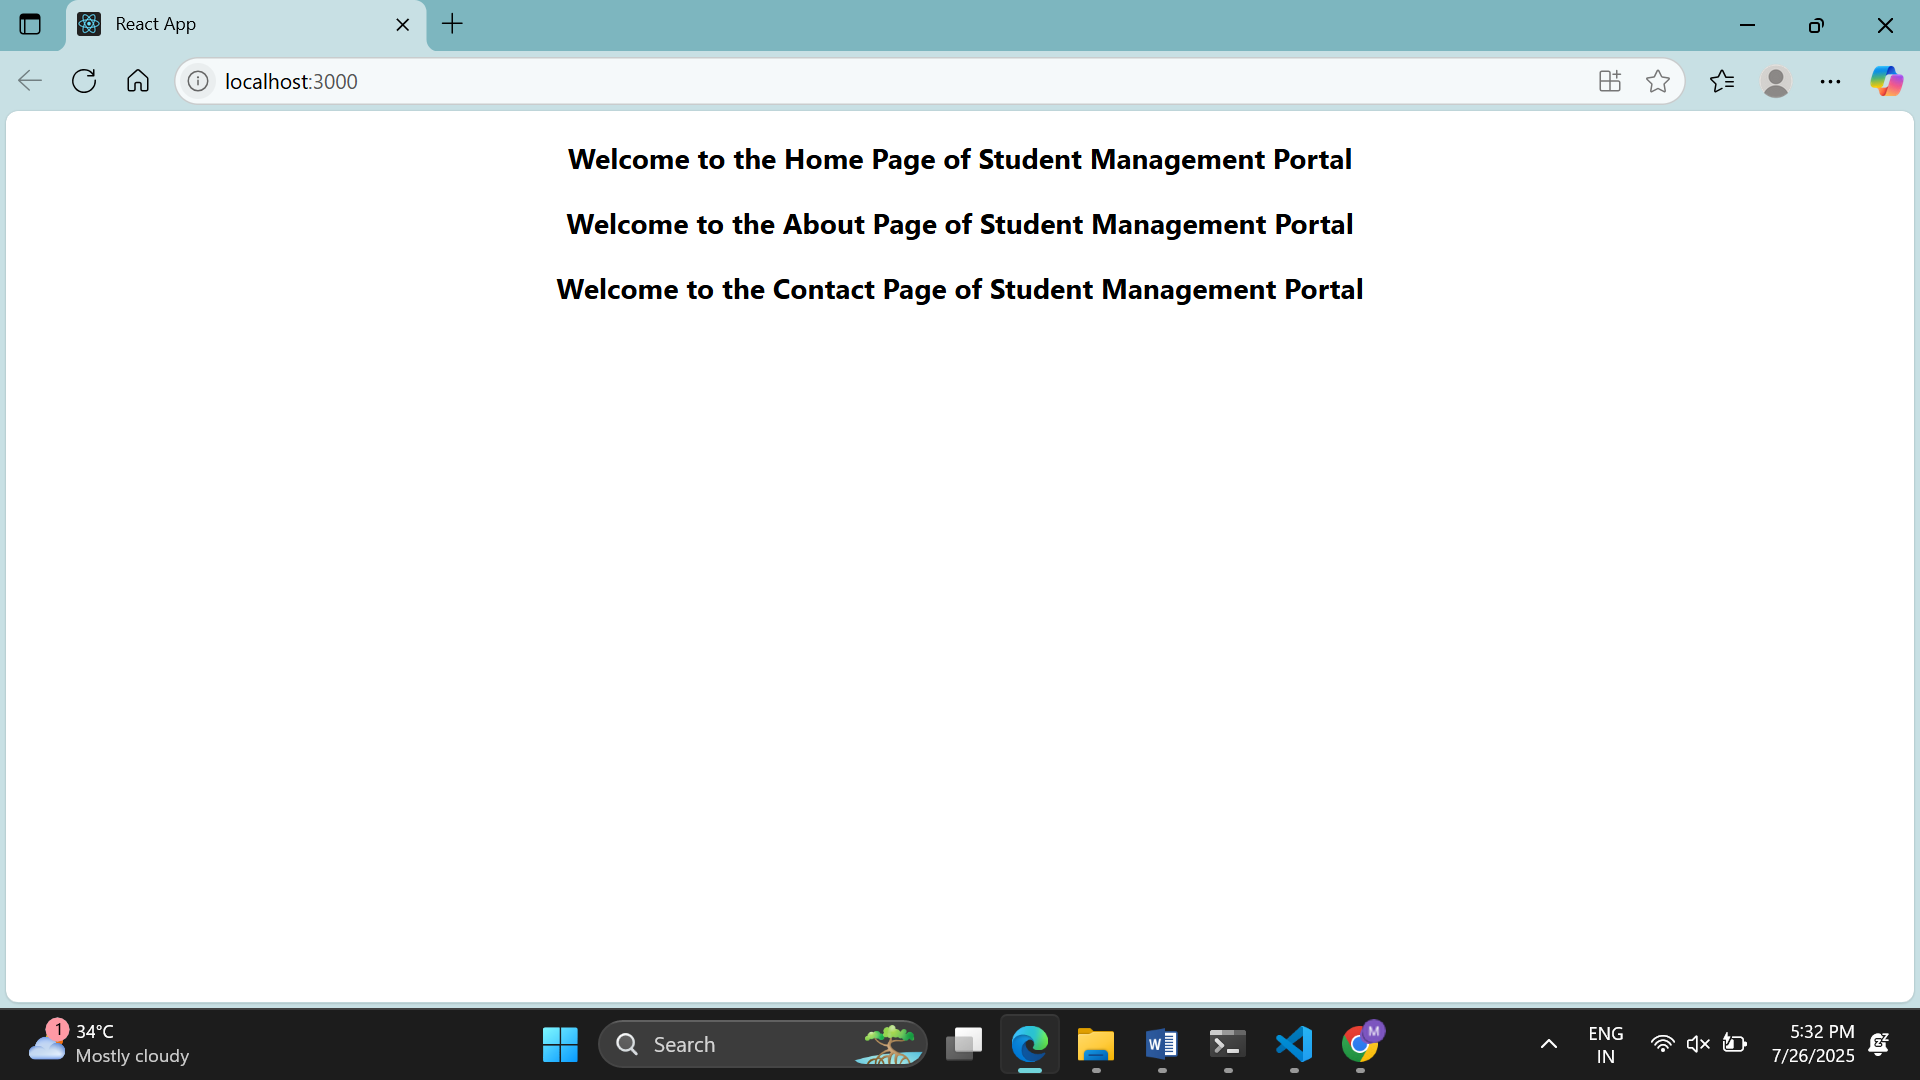 React App
localhost:3000
Welcome to the Home Page of Student Management Portal
Welcome to the About Page of Student Management Portal
Welcome to the Contact Page of Student Management Portal
1
34°C
Mostly cloudy
Search
W
M
ENG
IN
5:32 PM
7/26/2025